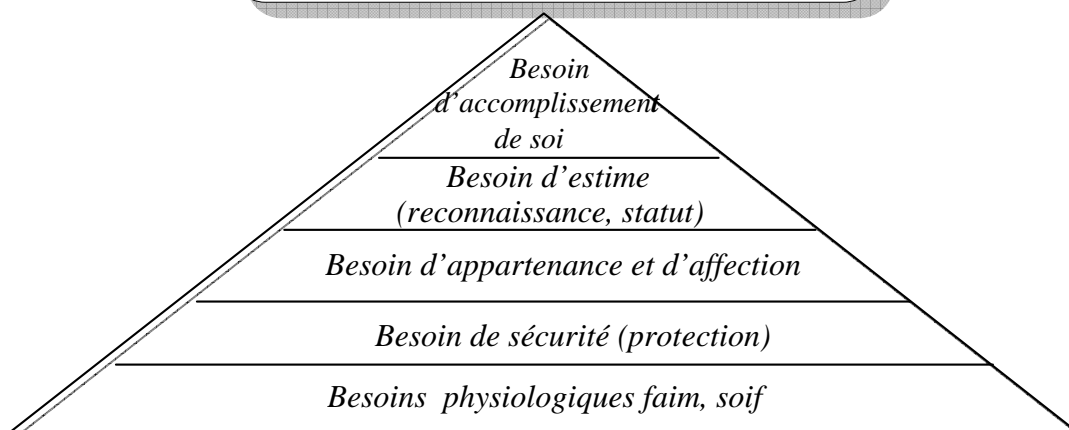 Besoin
d’accomplissement
de soi
Besoin d’estime
(reconnaissance, statut)
Besoin d’appartenance et d’affection
Besoin de sécurité (protection)
Besoins physiologiques faim, soif